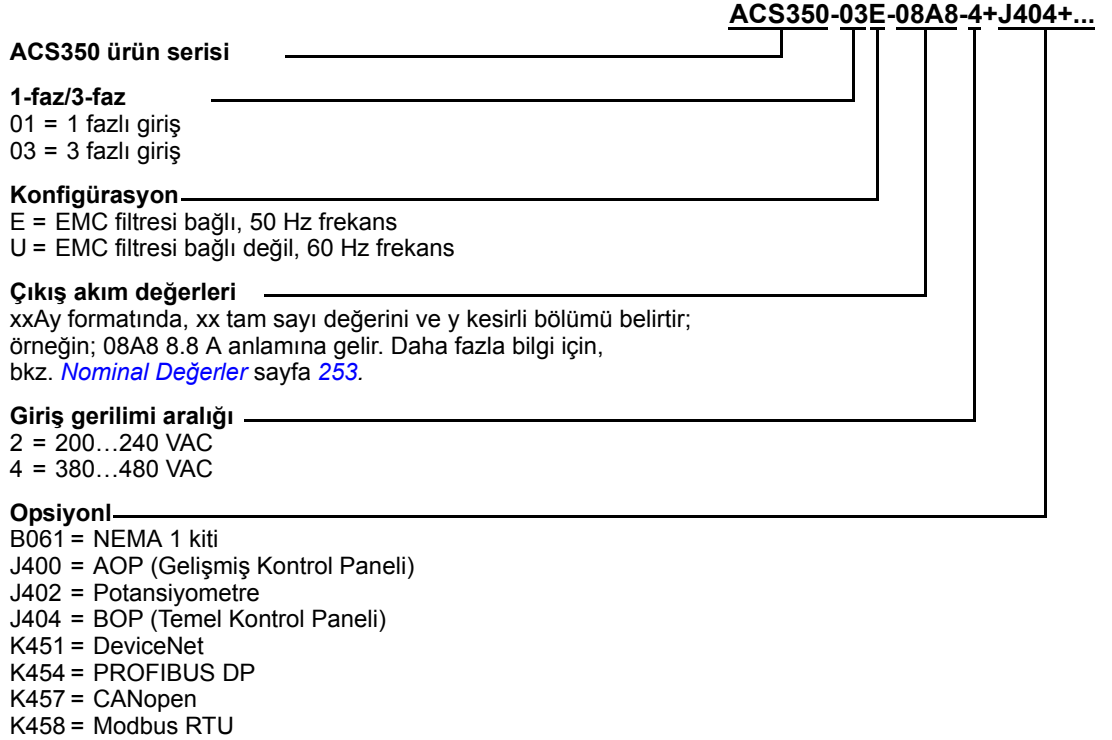 ACS350-03E-08A8-4+J404+...
ACS350 ürün serisi
1-faz/3-faz
01 = 1 fazlı giriş
03 = 3 fazlı giriş
Konfigürasyon
E = EMC filtresi bağlı, 50 Hz frekans
U = EMC filtresi bağlı değil, 60 Hz frekans
Çıkış akım değerleri
xxAy formatında, xx tam sayı değerini ve y kesirli bölümü belirtir;
örneğin; 08A8 8.8 A anlamına gelir. Daha fazla bilgi için,
bkz. Nominal Değerler sayfa 253.
Giriş gerilimi aralığı
2 = 200…240 VAC
4 = 380…480 VAC
Opsiyonl
B061 = NEMA 1 kiti
J400 = AOP (Gelişmiş Kontrol Paneli)
J402 = Potansiyometre
J404 = BOP (Temel Kontrol Paneli)
K451 = DeviceNet
K454 = PROFIBUS DP
K457 = CANopen
K458 = Modbus RTU